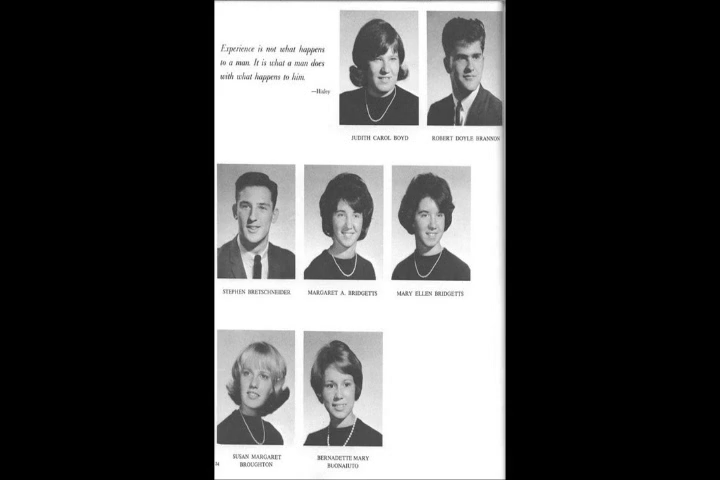 Experience is not what happens
to a man. It is what a man does
with what happens to him.
—Huxley
JUDITH CAROL BOYD
ROBERT DOYLE BRANSON
STEPHEN BRETSCHNEIDER
MARGARET A. BRIDGETTS
MARY ELLEN BRIDGETTS
SUSAN MARGARET
BROUGHTON
BERNADETTE MARY
BUONAIUTO